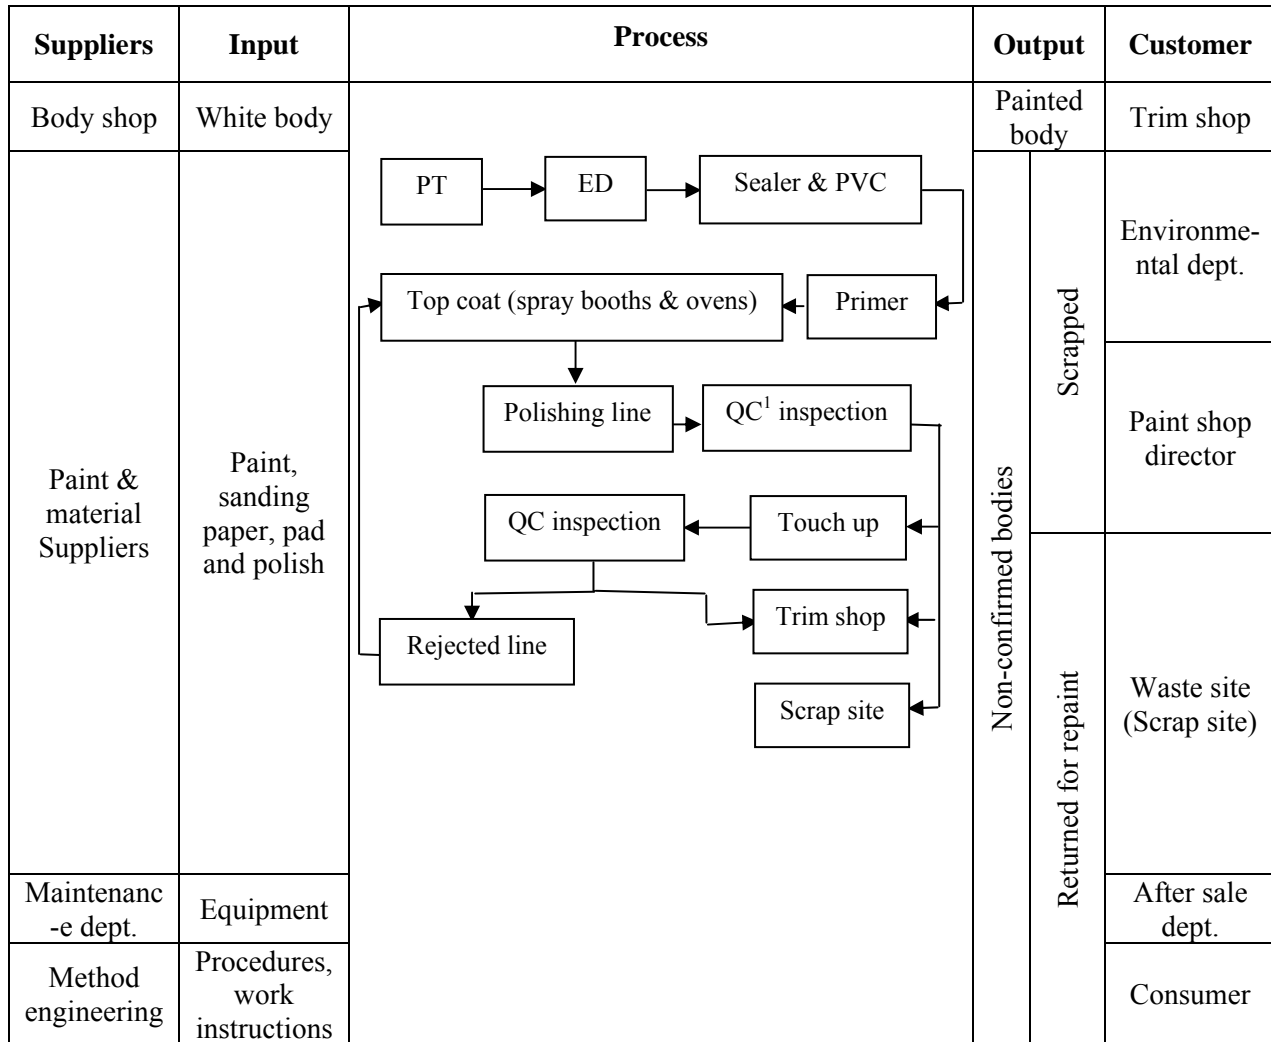 Suppliers
Input
Process
Output
Customer
Body shop
White body
Painted
body
Trim shop
Paint &
material
Suppliers
Paint,
sanding
paper, pad
and polish
PT
ED
Sealer & PVC
Top coat (spray booths & ovens)
Primer
Polishing line
QC¹ inspection
QC inspection
Touch up
Trim shop
Rejected line
Scrap site
Non-confirmed bodies
Scrapped
Returned for repaint
Environme-
ntal dept.
Paint shop
director
Waste site
(Scrap site)
Maintenanc
-e dept.
Equipment
After sale
dept.
Method
engineering
Procedures,
work
instructions
Consumer